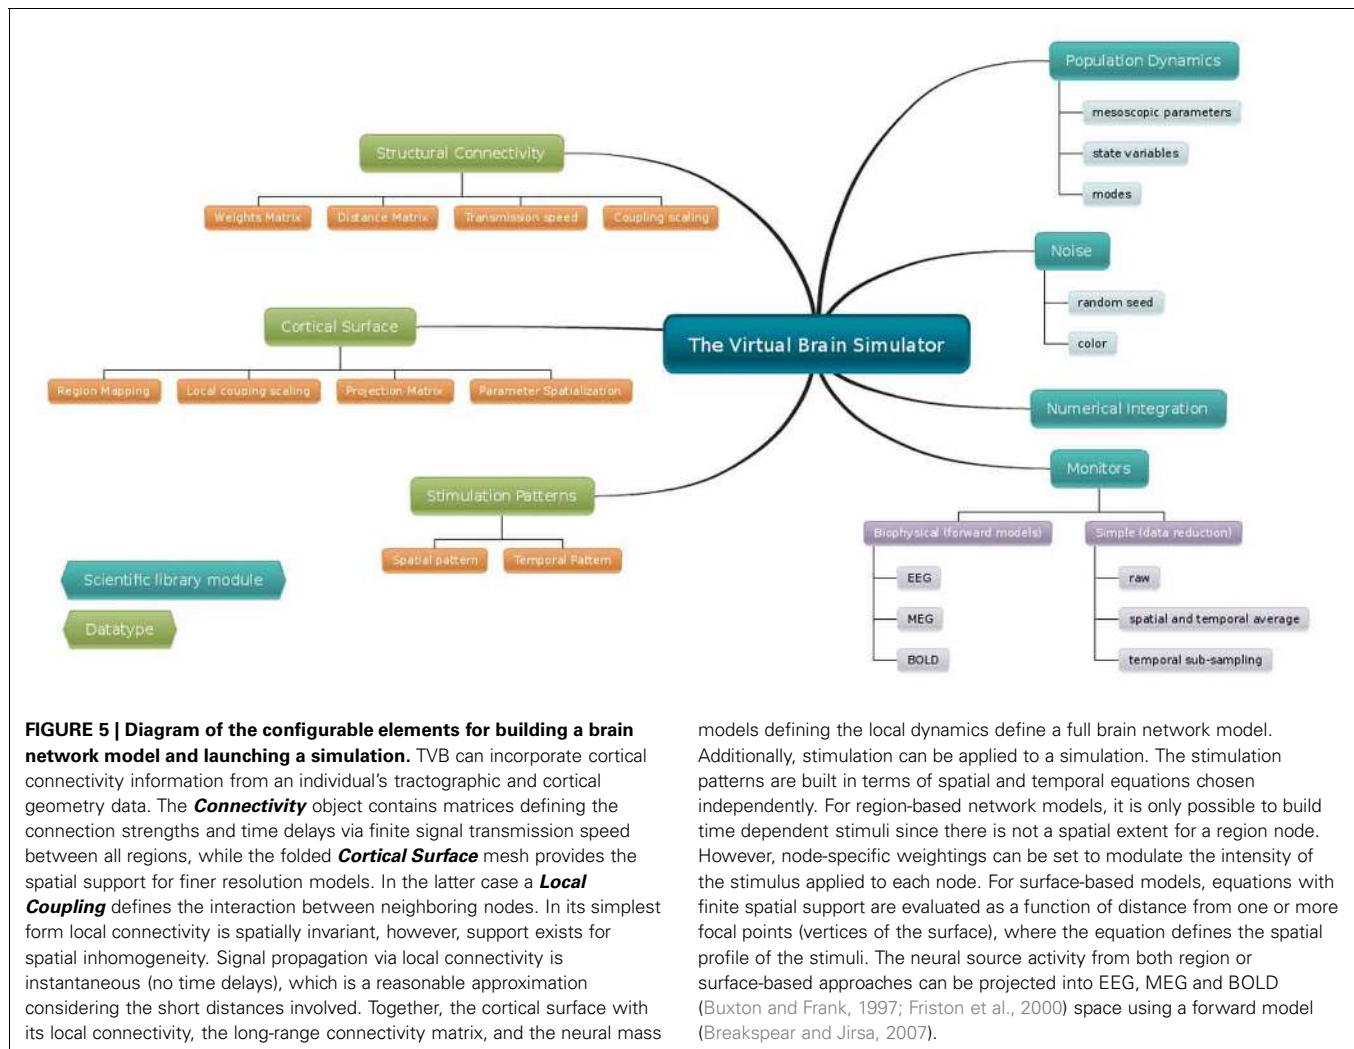 Population Dynamics
mesoscopic parameters
state variables
modes
Structural Connectivity
Weights Matrix Distance Matrix Transmission speed Coupling scaling
Noise
random seed
color
Cortical Surface
The Virtual Brain Simulator
Region Mapping Local couping scaling Projection Matrix Parameter Spatialization
Numerical Integration
Monitors
Stimulation Patterns
Biophysical (forward models) Simple (data reduction)
Spatial pattern Temporal Pattern
EEG raw
MEG spatial and temporal average
BOLD temporal sub-sampling
Scientific library module
Datatype
FIGURE 5 | Diagram of the configurable elements for building a brain
network model and launching a simulation. TVB can incorporate cortical
connectivity information from an individual's tractographic and cortical
geometry data. The Connectivity object contains matrices defining the
connection strengths and time delays via finite signal transmission speed
between all regions, while the folded Cortical Surface mesh provides the
spatial support for finer resolution models. In the latter case a Local
Coupling defines the interaction between neighboring nodes. In its simplest
form local connectivity is spatially invariant, however, support exists for
spatial inhomogeneity. Signal propagation via local connectivity is
instantaneous (no time delays), which is a reasonable approximation
considering the short distances involved. Together, the cortical surface with
its local connectivity, the long-range connectivity matrix, and the neural mass
models defining the local dynamics define a full brain network model.
Additionally, stimulation can be applied to a simulation. The stimulation
patterns are built in terms of spatial and temporal equations chosen
independently. For region-based network models, it is only possible to build
time dependent stimuli since there is not a spatial extent for a region node.
However, node-specific weightings can be set to modulate the intensity of
the stimulus applied to each node. For surface-based models, equations with
finite spatial support are evaluated as a function of distance from one or more
focal points (vertices of the surface), where the equation defines the spatial
profile of the stimuli. The neural source activity from both region or
surface-based approaches can be projected into EEG, MEG and BOLD
(Buxton and Frank, 1997; Friston et al., 2000) space using a forward model
(Breakspear and Jirsa, 2007).